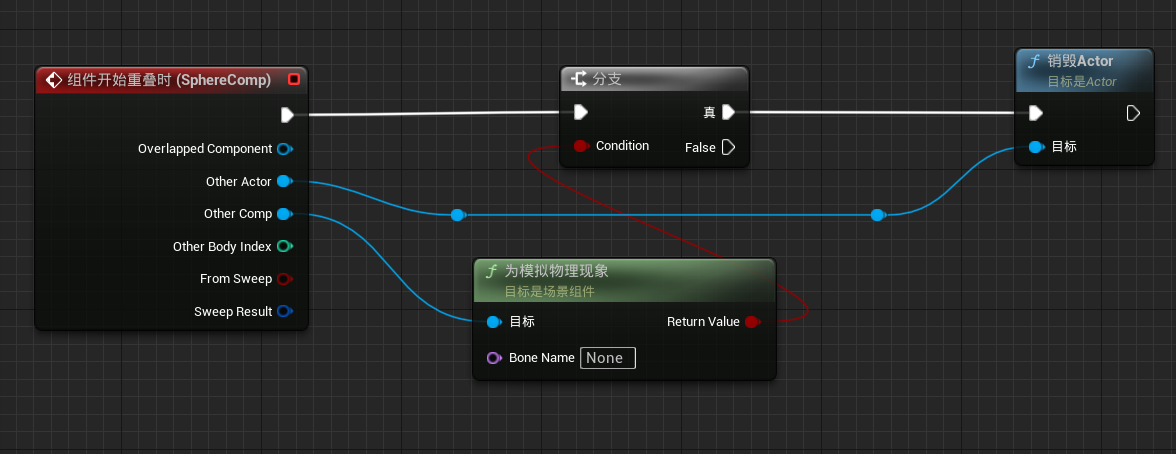 组件开始重叠时 (SphereComp)
Overlapped Component
Other Actor
Other Comp
Other Body Index
From Sweep
Sweep Result
分支
真
Condition
False
为模拟物理现象
目标是场景组件
目标
Return Value
Bone Name
None
销毁Actor
目标是Actor
目标